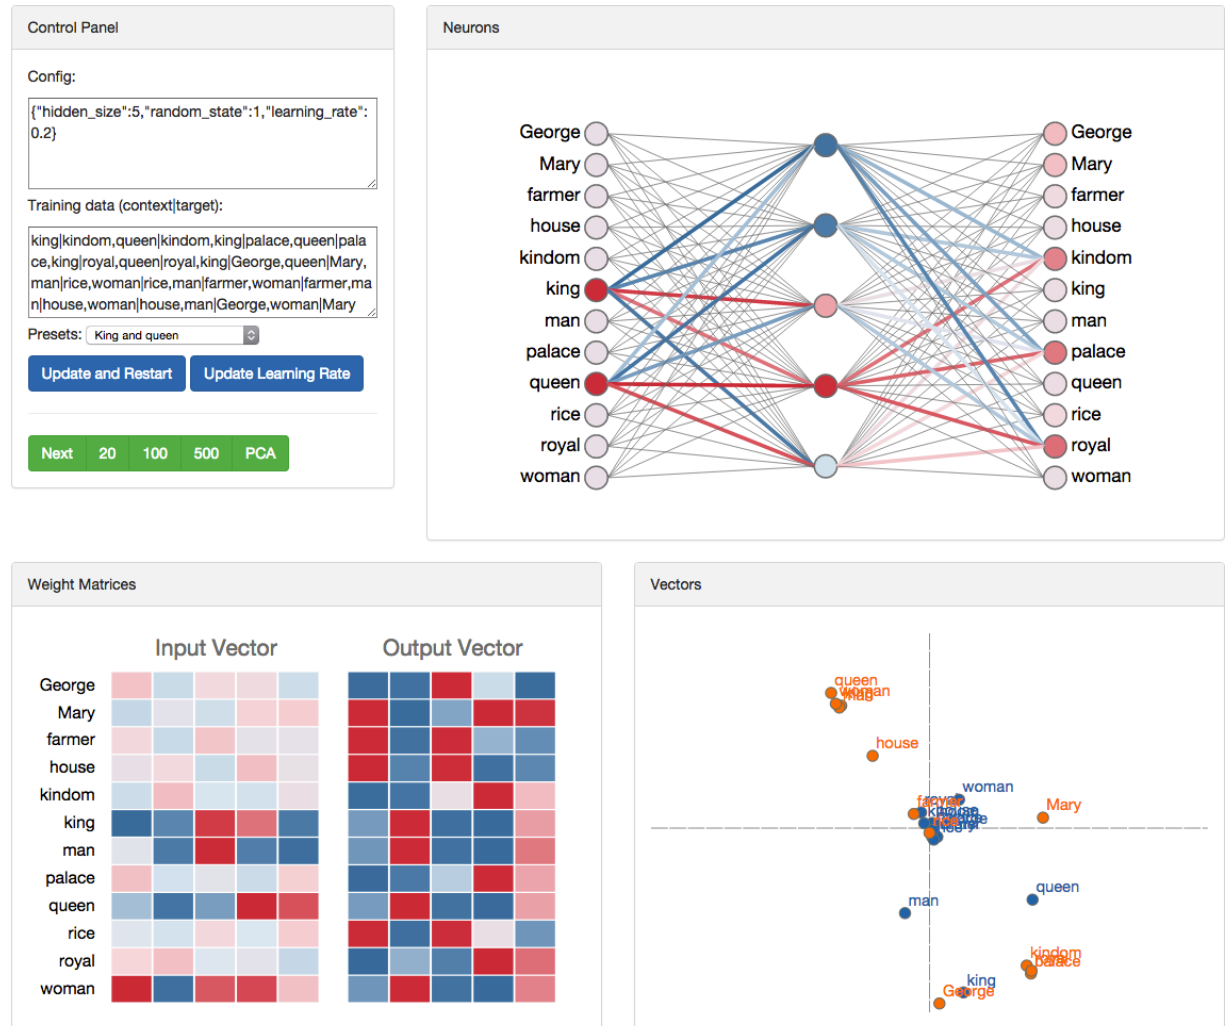 Control Panel
Config:
{"hidden_size":5,"random_state":1,"learning_rate":
0.2}
Training data (context|target):
king|kindom,queen|kindom,king|palace,queen|pala
ce,king|royal,queen|royal,king|George,queen|Mary,
man|rice,woman|rice,man|farmer,woman|farmer,ma
n|house,woman|house,man|George,woman|Mary
Presets: King and queen
Update and Restart Update Learning Rate
Next 20 100 500 PCA
Neurons
George George
Mary Mary
farmer farmer
house house
kindom kindom
king king
man man
palace palace
queen queen
rice rice
royal royal
woman woman
Weight Matrices
Input Vector Output Vector
George
Mary
farmer
house
kindom
king
man
palace
queen
rice
royal
woman
Vectors
queen
woman
man
house
woman
farmer
Mary
queen
man
kindom
palace
king
George